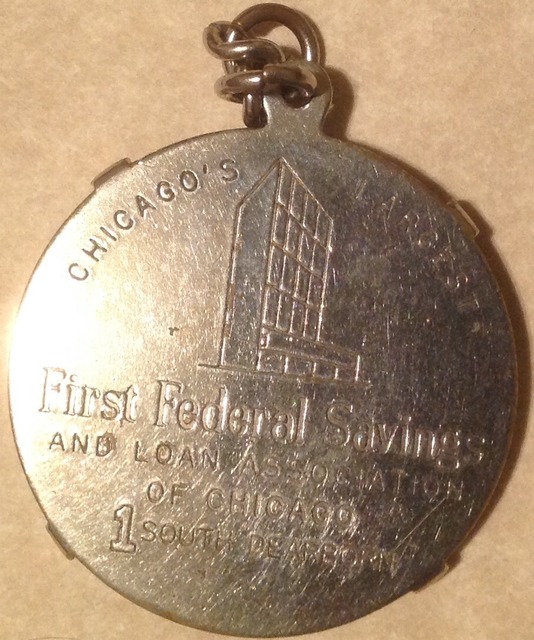 CHICAGO'S LARGEST
First Federal Savings
AND LOAN ASSOCIATION
OF CHICAGO
1 SOUTH DEARBORN